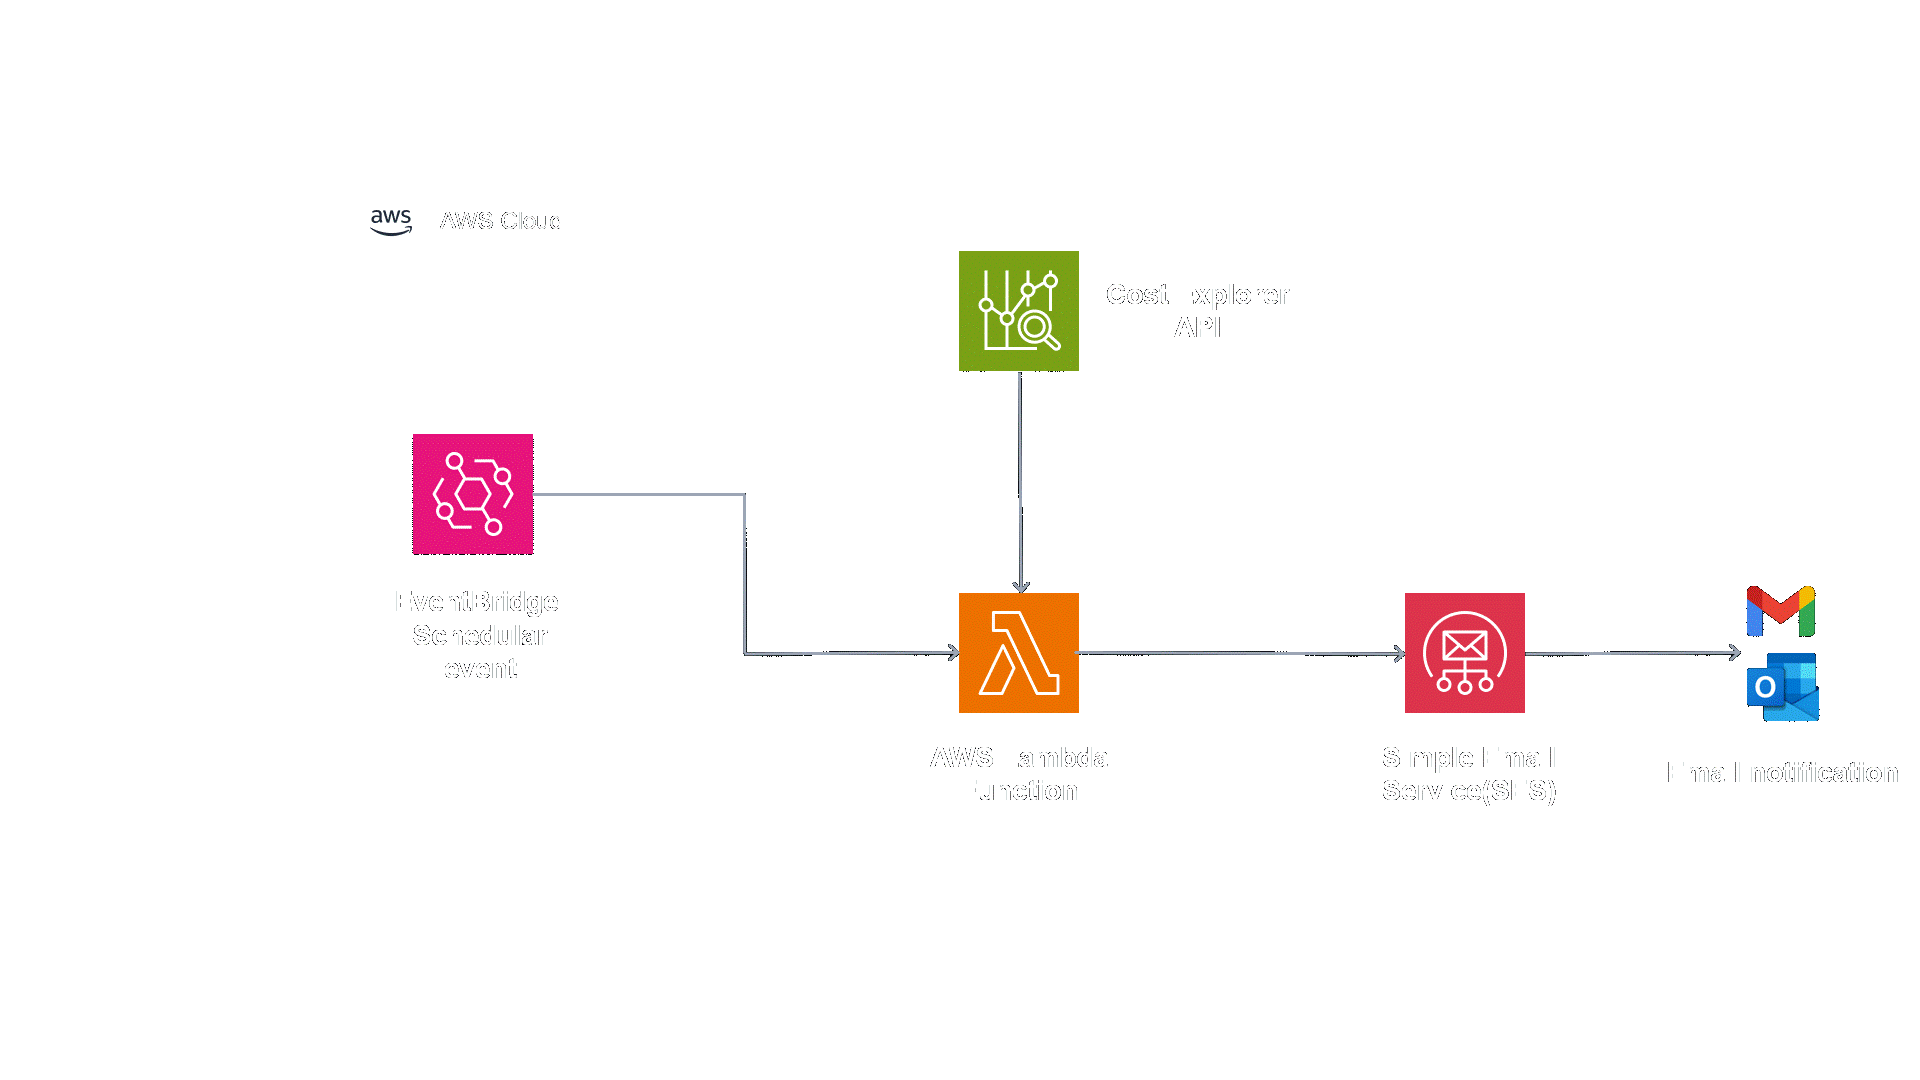 aws AWS Cloud
Cost Explorer
API
EventBridge
Schedular
event
AWS Lambda
Function
Simple Email
Service(SES)
O
Email notification